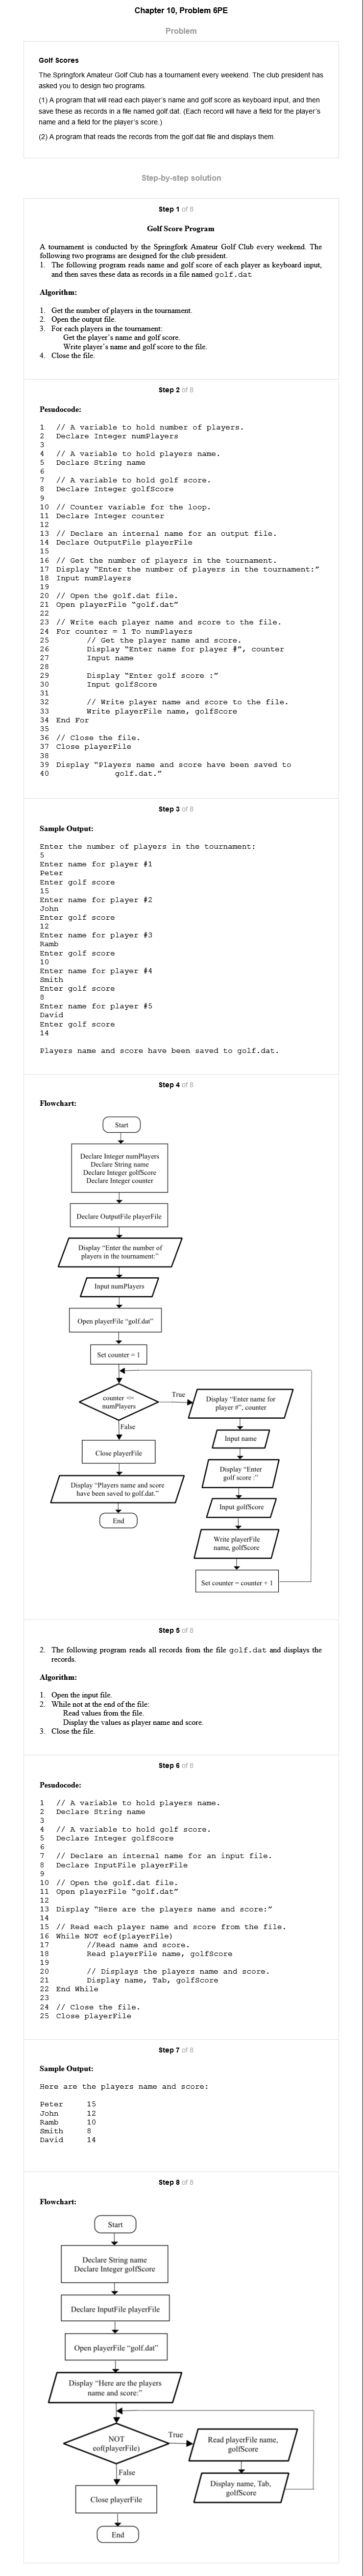 Chapter 10, Problem 6PE
Problem
Golf Scores
The Springfork Amateur Golf Club has a tournament every weekend. The club president has
asked you to design two programs.
(1) A program that will read each player's name and golf score as keyboard input, and then
save these as records in a file named golf.dat. (Each record will have a field for the player's
name and a field for the player's score.)
(2) A program that reads the records from the golf.dat file and displays them.
Step-by-step solution
Step 1 of 8
Golf Score Program
A tournament is conducted by the Springfork Amateur Golf Club every weekend. The
following two programs are designed for the club president.
1. The following program reads name and golf score of each player as keyboard input,
and then saves these data as records in a file named golf.dat
Algorithm:
1. Get the number of players in the tournament.
2. Open the output file.
3. For each players in the tournament:
Get the player's name and golf score.
Write player's name and golf score to the file.
4. Close the file.
Step 2 of 8
Pesudocode:
1 // A variable to hold number of players.
2 Declare Integer numPlayers
3
4 // A variable to hold players name.
5 Declare String name
6
7 // A variable to hold golf score.
8 Declare Integer golfScore
9
10 // Counter variable for the loop.
11 Declare Integer counter
12
13 // Declare an internal name for an output file.
14 Declare OutputFile playerFile
15
16 // Get the number of players in the tournament.
17 Display “Enter the number of players in the tournament:”
18 Input numPlayers
19
20 // Open the golf.dat file.
21 Open playerFile “golf.dat”
22
23 // Write each player name and score to the file.
24 For counter = 1 To numPlayers
25 // Get the player name and score.
26 Display “Enter name for player #”, counter
27 Input name
28
29 Display “Enter golf score :”
30 Input golfScore
31
32 // Write player name and score to the file.
33 Write playerFile name, golfScore
34 End For
35
36 // Close the file.
37 Close playerFile
38
39 Display “Players name and score have been saved to
40 golf.dat.”
Step 3 of 8
Sample Output:
Enter the number of players in the tournament:
5
Enter name for player #1
Peter
Enter golf score
15
Enter name for player #2
John
Enter golf score
12
Enter name for player #3
Ramb
Enter golf score
10
Enter name for player #4
Smith
Enter golf score
8
Enter name for player #5
David
Enter golf score
14
Players name and score have been saved to golf.dat.
Step 4 of 8
Flowchart:
Start
Declare Integer numPlayers
Declare String name
Declare Integer golfScore
Declare Integer counter
Declare OutputFile playerFile
Display “Enter the number of
players in the tournament:”
Input numPlayers
Open playerFile “golf.dat”
Set counter = 1
counter <=
numPlayers
True
False
Display “Enter name for
player #”, counter
Input name
Display “Enter
golf score :”
Input golfScore
Write playerFile
name, golfScore
Set counter = counter + 1
Close playerFile
Display “Players name and score
have been saved to golf.dat.”
End
Step 5 of 8
2. The following program reads all records from the file golf.dat and displays the
records.
Algorithm:
1. Open the input file.
2. While not at the end of the file:
Read values from the file.
Display the values as player name and score.
3. Close the file.
Step 6 of 8
Pesudocode:
1 // A variable to hold players name.
2 Declare String name
3
4 // A variable to hold golf score.
5 Declare Integer golfScore
6
7 // Declare an internal name for an input file.
8 Declare InputFile playerFile
9
10 // Open the golf.dat file.
11 Open playerFile “golf.dat”
12
13 Display “Here are the players name and score:”
14
15 // Read each player name and score from the file.
16 While NOT eof(playerFile)
17 //Read name and score.
18 Read playerFile name, golfScore
19
20 // Displays the players name and score.
21 Display name, Tab, golfScore
22 End While
23
24 // Close the file.
25 Close playerFile
Step 7 of 8
Sample Output:
Here are the players name and score:
Peter 15
John 12
Ramb 10
Smith 8
David 14
Step 8 of 8
Flowchart:
Start
Declare String name
Declare Integer golfScore
Declare InputFile playerFile
Open playerFile “golf.dat”
Display “Here are the players
name and score:”
NOT
eof(playerFile)
True
False
Read playerFile name,
golfScore
Display name, Tab,
golfScore
Close playerFile
End